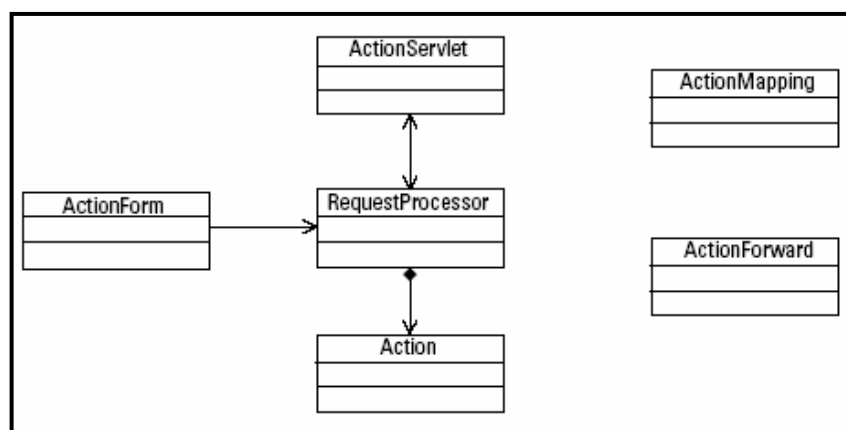 ActionServlet
ActionMapping
ActionForm
RequestProcessor
ActionForward
Action